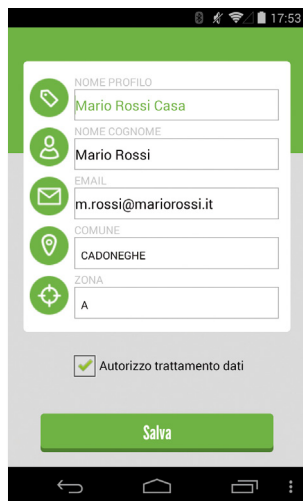 17:53
NOME PROFILO
Mario Rossi Casa
NOME COGNOME
Mario Rossi
EMAIL
m.rossi@mariorossi.it
COMUNE
CADONEGHE
ZONA
A
Autorizzo trattamento dati
Salva